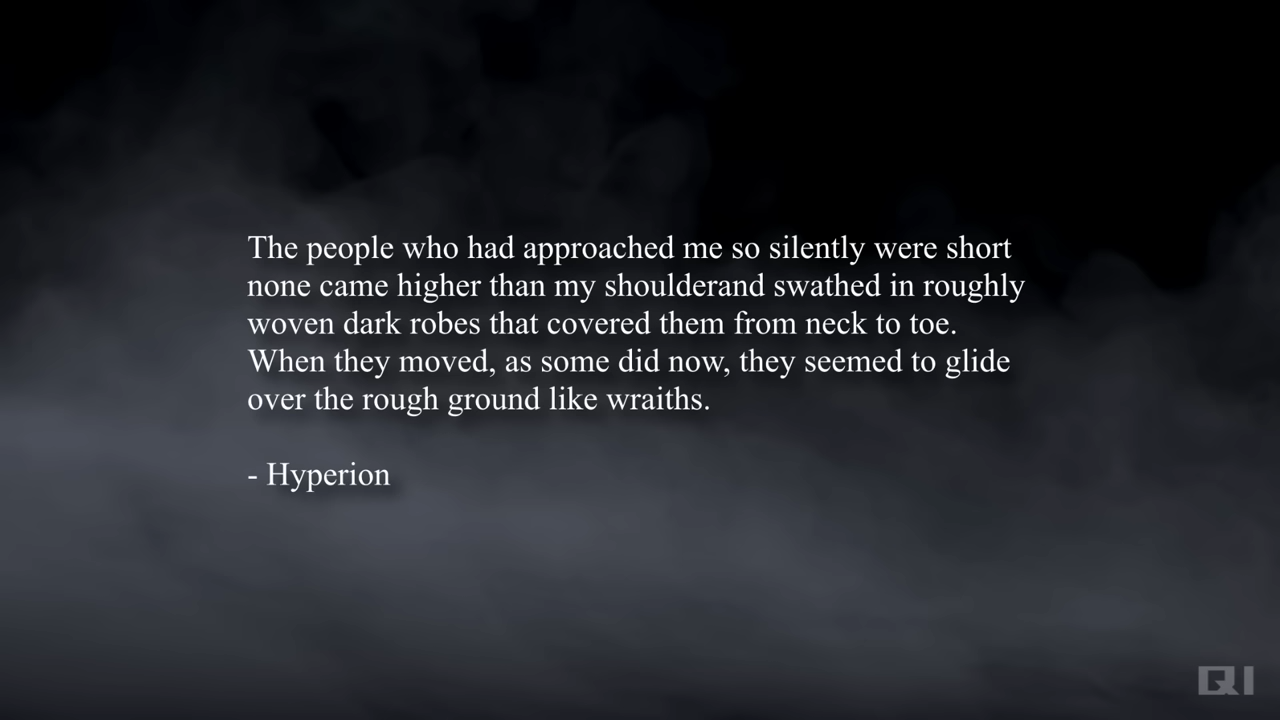 The people who had approached me so silently were short
none came higher than my shoulderand swathed in roughly
woven dark robes that covered them from neck to toe.
When they moved, as some did now, they seemed to glide
over the rough ground like wraiths.
- Hyperion
QI